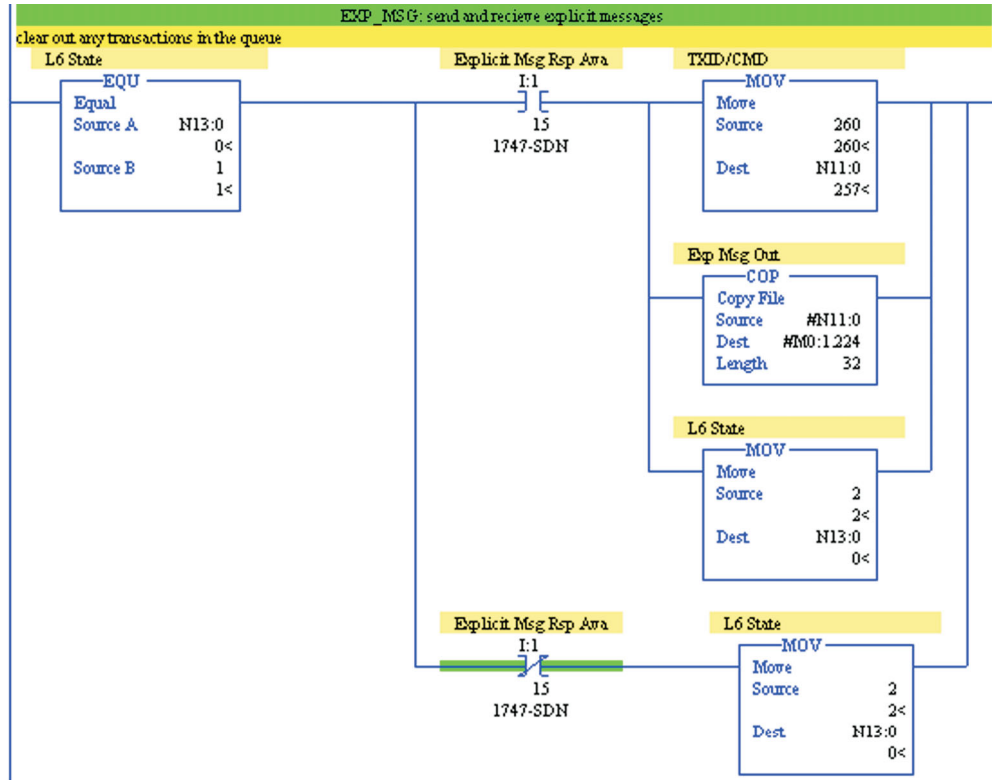 EXP_MSG: send and recieve explicit messages
clear out any transactions in the queue
L6 State
EQU
Equal
Source A N13:0
0<
Source B 1
1<
Explicit Msg Rsp Ava
I:1
15
1747-SDN
TXID/CMD
MOV
Move
Source 260
260<
Dest N11:0
257<
Exp Msg Out
COP
Copy File
Source #N11:0
Dest #M0:1.224
Length 32
L6 State
MOV
Move
Source 2
2<
Dest N13:0
0<
Explicit Msg Rsp Ava
I:1
15
1747-SDN
L6 State
MOV
Move
Source 2
2<
Dest N13:0
0<